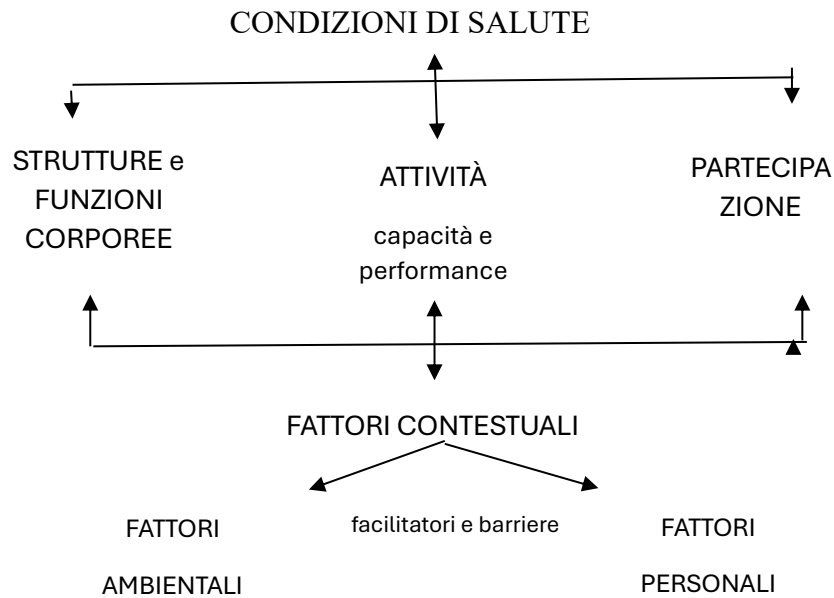 CONDIZIONI DI SALUTE
STRUTTURE e
FUNZIONI
CORPOREE
ATTIVITÀ
capacità e
performance
PARTECIPA
ZIONE
FATTORI CONTESTUALI
FATTORI
AMBIENTALI
facilitatori e barriere
FATTORI
PERSONALI